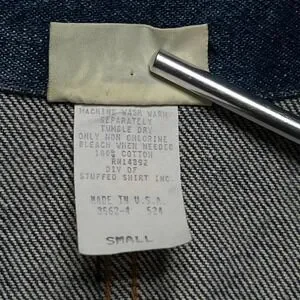 MACHINE WASH WARM
SEPARATELY
TUMBLE DRY
ONLY NON CHLORINE
BLEACH WHEN NEEDED
100% COTTON
RN14892
DIV OF
STUFFED SHIRT INC.
MADE IN U.S.A.
3562-4 524
SMALL